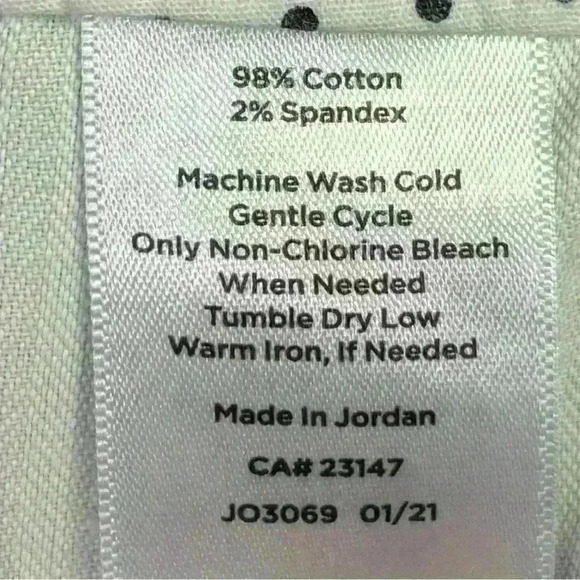 98% Cotton
2% Spandex
Machine Wash Cold
Gentle Cycle
Only Non-Chlorine Bleach
When Needed
Tumble Dry Low
Warm Iron, If Needed
Made In Jordan
CA# 23147
JO3069 01/21